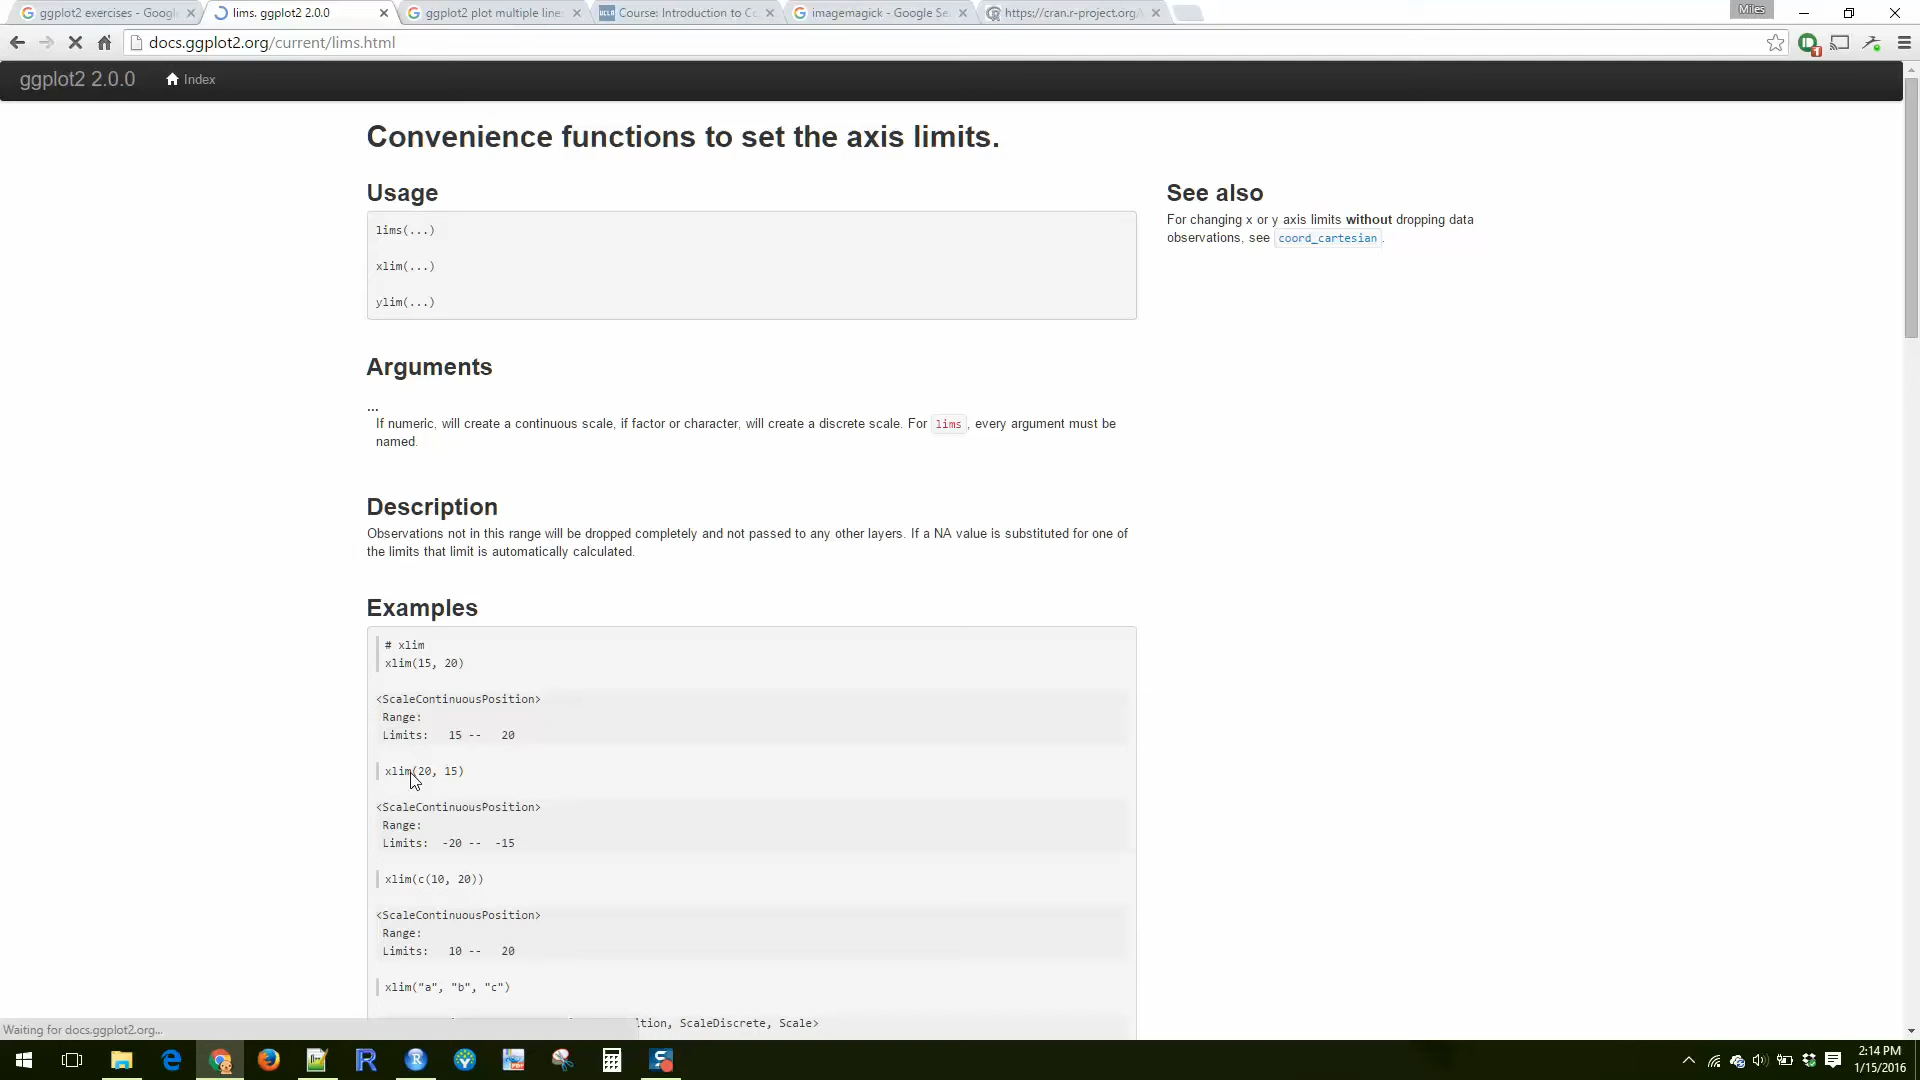 ggplot2 exercises - Googl
lims. ggplot2 2.0.0
ggplot2 plot multiple line
Course: Introduction to Co
imagemagick - Google Se
https://cran.r-project.org/
Miles
docs.ggplot2.org/current/lims.html
ggplot2 2.0.0
Index
Convenience functions to set the axis limits.
Usage
lims(...)
xlim(...)
ylim(...)
See also
For changing x or y axis limits without dropping data
observations, see coord_cartesian.
Arguments
...
If numeric, will create a continuous scale, if factor or character, will create a discrete scale. For lims, every argument must be
named.
Description
Observations not in this range will be dropped completely and not passed to any other layers. If a NA value is substituted for one of
the limits that limit is automatically calculated.
Examples
# xlim
xlim(15, 20)
<ScaleContinuousPosition>
Range:
Limits:   15 --   20
xlim(20, 15)
<ScaleContinuousPosition>
Range:
Limits:  -20 --  -15
xlim(c(10, 20))
<ScaleContinuousPosition>
Range:
Limits:   10 --   20
xlim("a", "b", "c")
ition, ScaleDiscrete, Scale>
Waiting for docs.ggplot2.org...
2:14 PM
1/15/2016